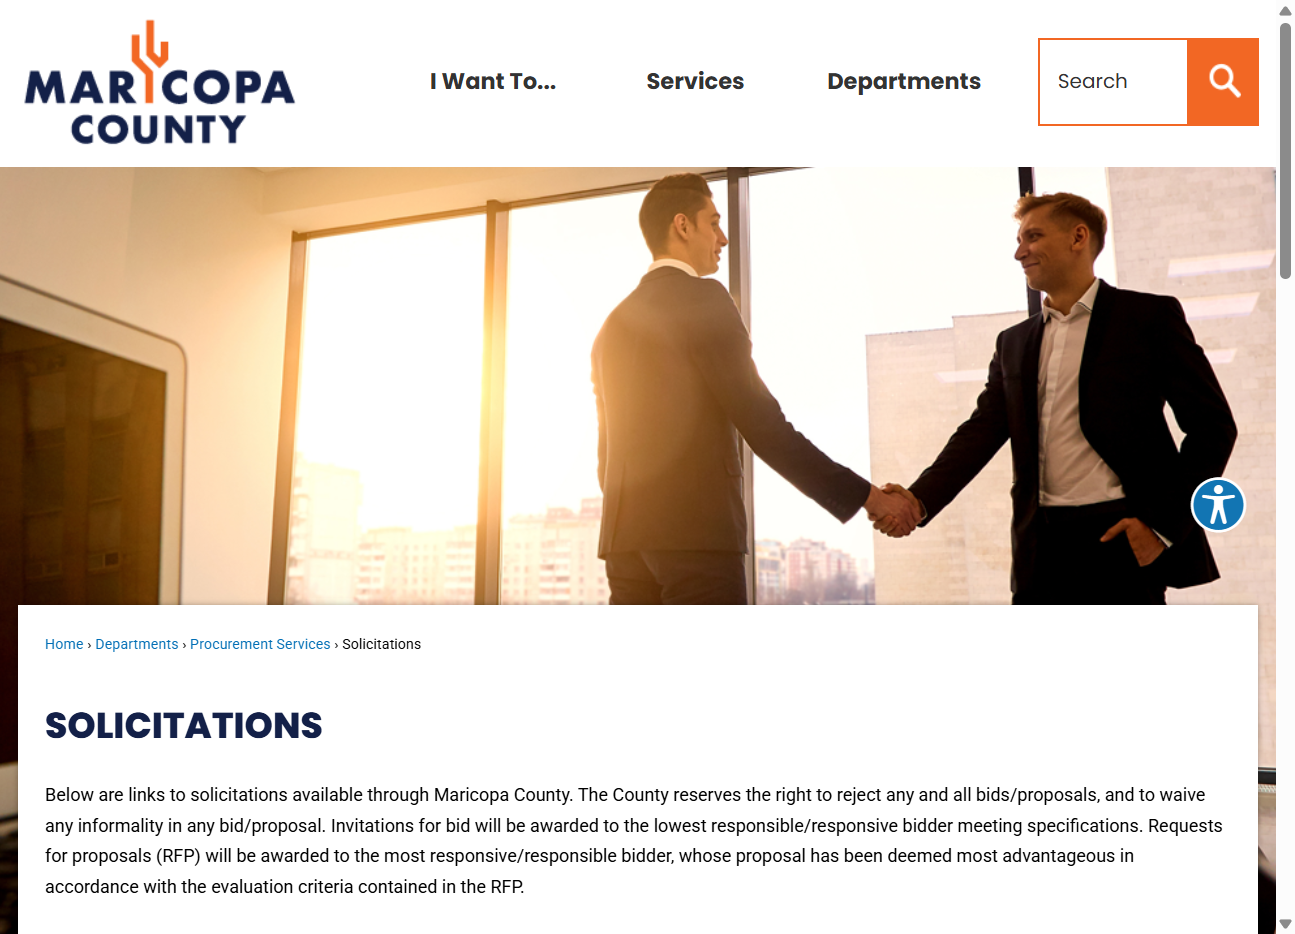 MARICOPA
COUNTY
I Want To...
Services
Departments
Search
Home › Departments › Procurement Services › Solicitations
SOLICITATIONS
Below are links to solicitations available through Maricopa County. The County reserves the right to reject any and all bids/proposals, and to waive
any informality in any bid/proposal. Invitations for bid will be awarded to the lowest responsible/responsive bidder meeting specifications. Requests
for proposals (RFP) will be awarded to the most responsive/responsible bidder, whose proposal has been deemed most advantageous in
accordance with the evaluation criteria contained in the RFP.